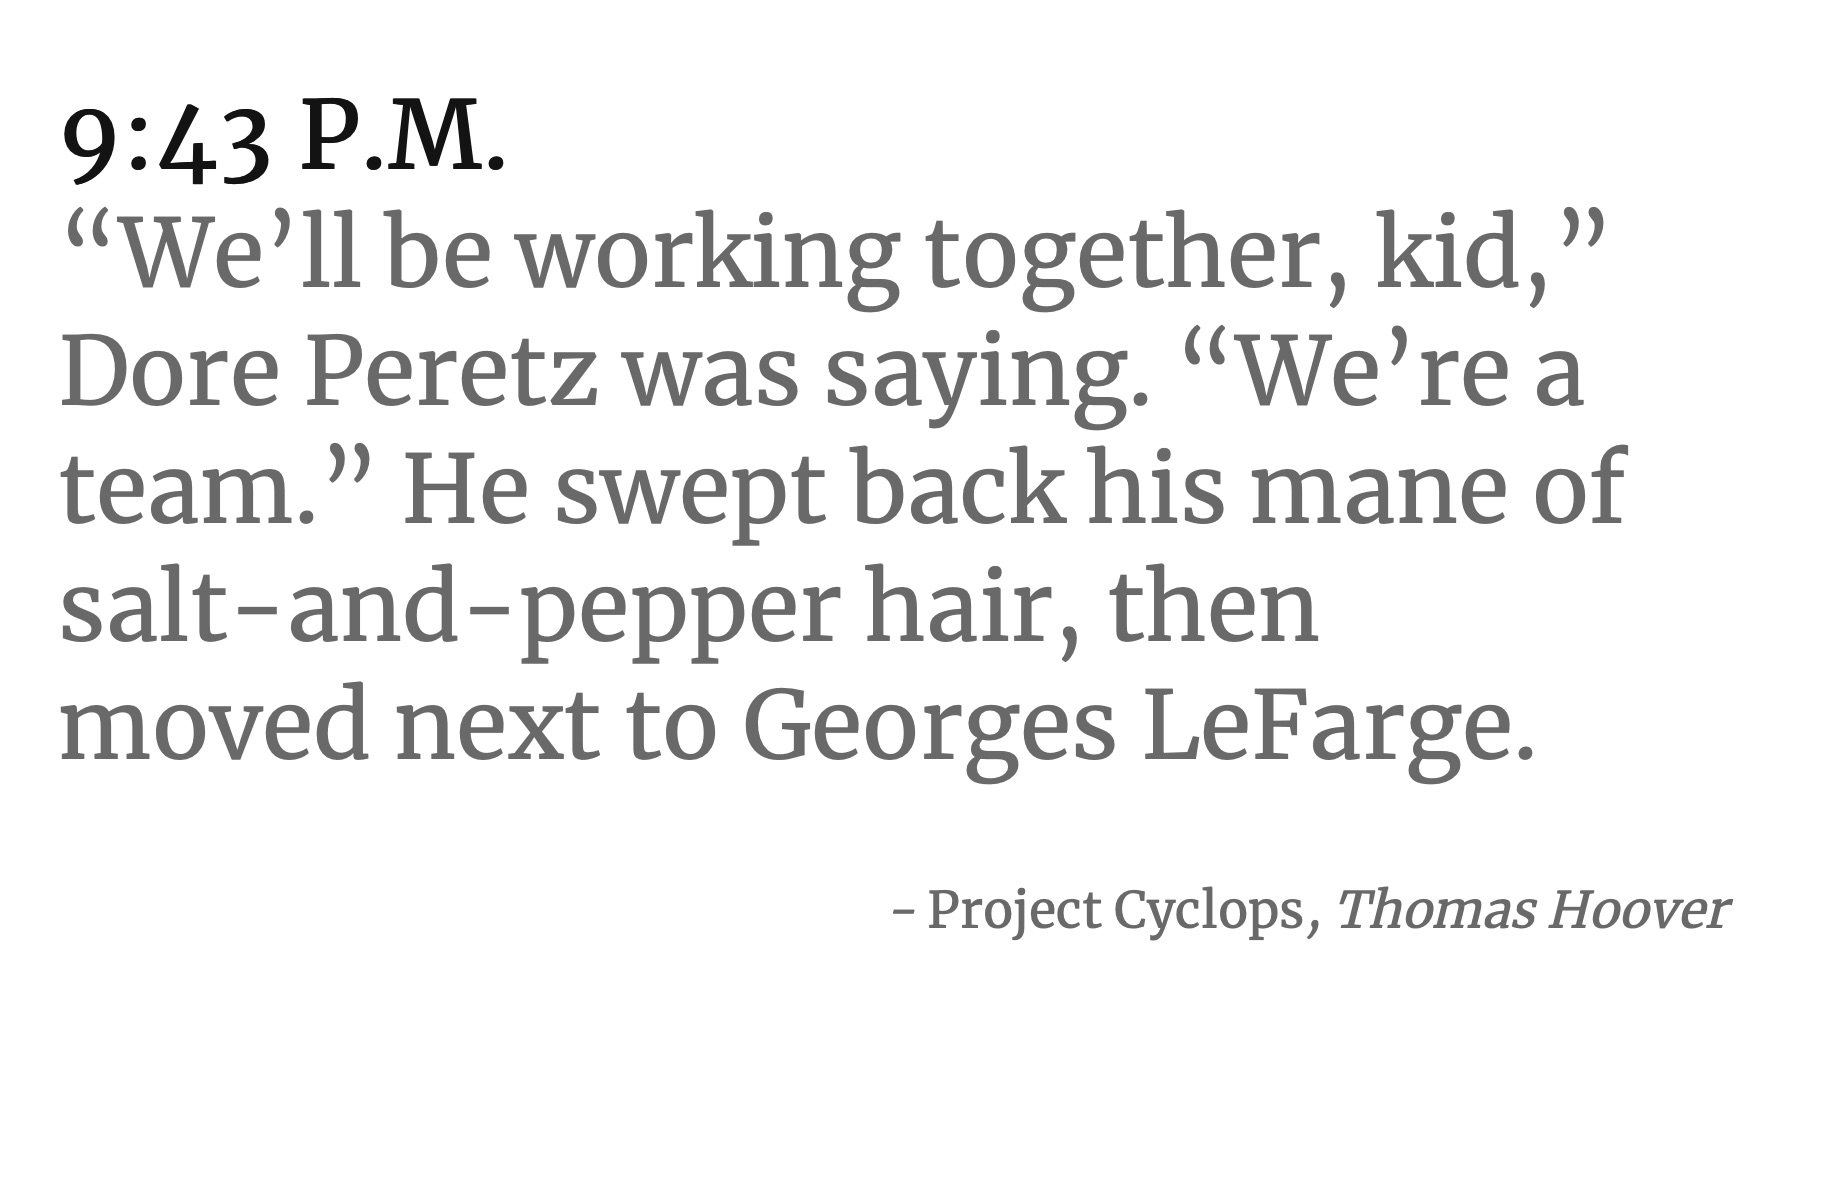 9:43 P.M.
“We’ll be working together, kid,”
Dore Peretz was saying. “We’re a
team.” He swept back his mane of
salt-and-pepper hair, then
moved next to Georges LeFarge.
- Project Cyclops, Thomas Hoover